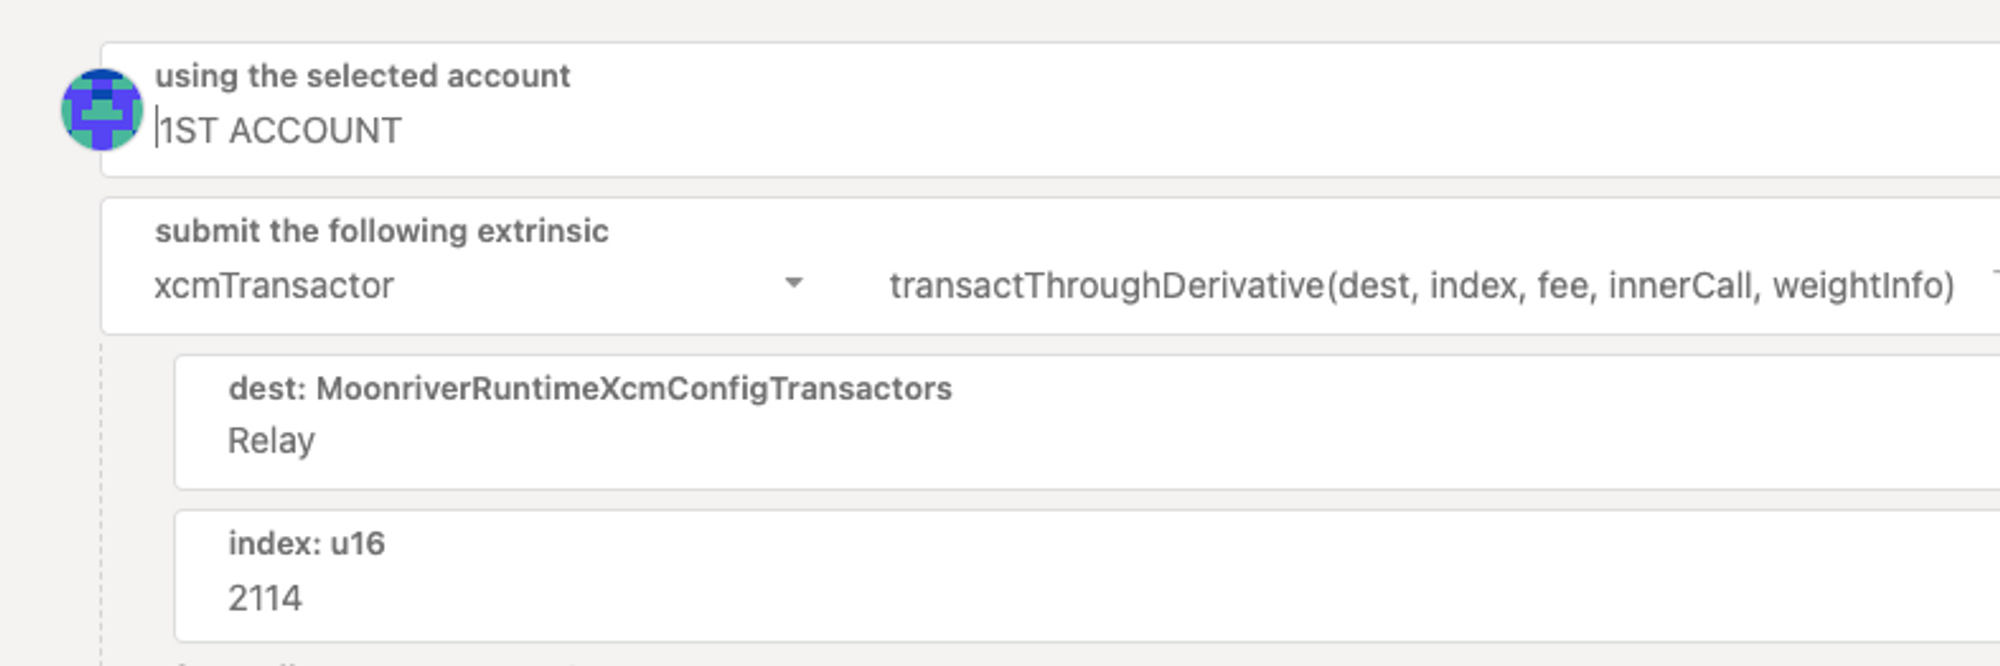 using the selected account
1ST ACCOUNT
submit the following extrinsic
xcmTransactor
transactThroughDerivative(dest, index, fee, innerCall, weightInfo)
dest: MoonriverRuntimeXcmConfigTransactors
Relay
index: u16
2114